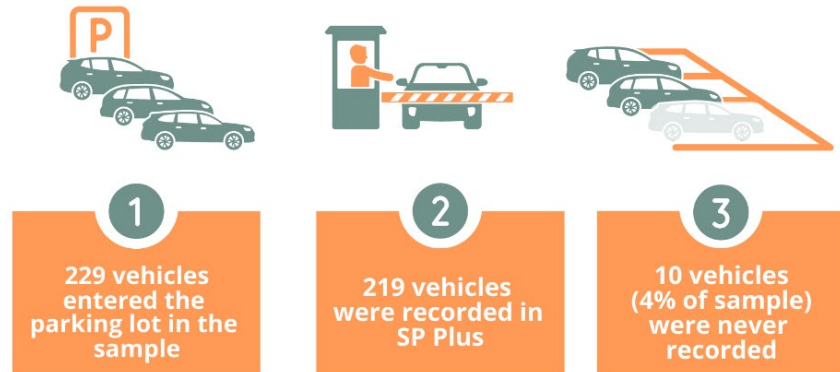 P
1
229 vehicles
entered the
parking lot in the
sample
2
219 vehicles
were recorded in
SP Plus
3
10 vehicles
(4% of sample)
were never
recorded